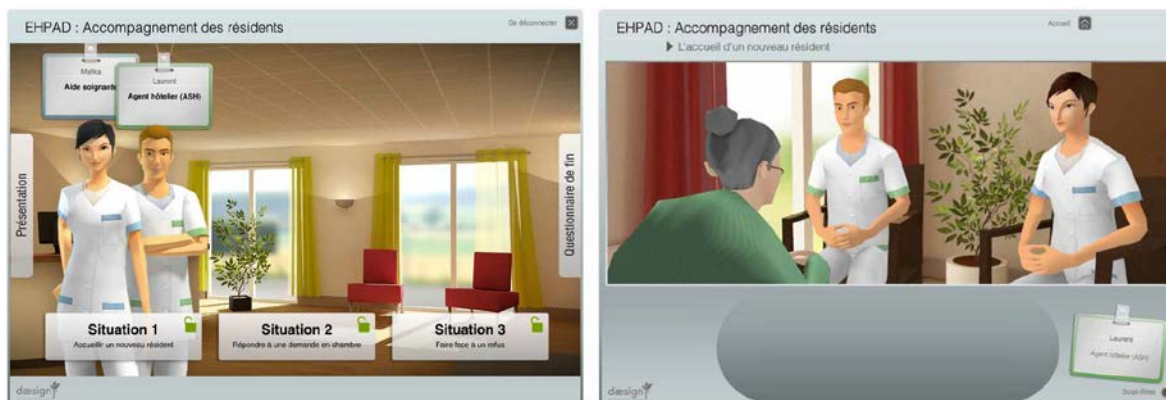 EHPAD : Accompagnement des résidents
Se déconnecter
Malika
Aide soignante
Laurent
Agent hôtelier (ASH)
Présentation
Questionnaire de fin
Situation 1
Accueillir un nouveau résident
Situation 2
Répondre à une demande en chambre
Situation 3
Faire face à un refus
dæsign
EHPAD : Accompagnement des résidents
Accueil
L'accueil d'un nouveau résident
Laurent
Agent hôtelier (ASH)
dæsign
Sous-titres